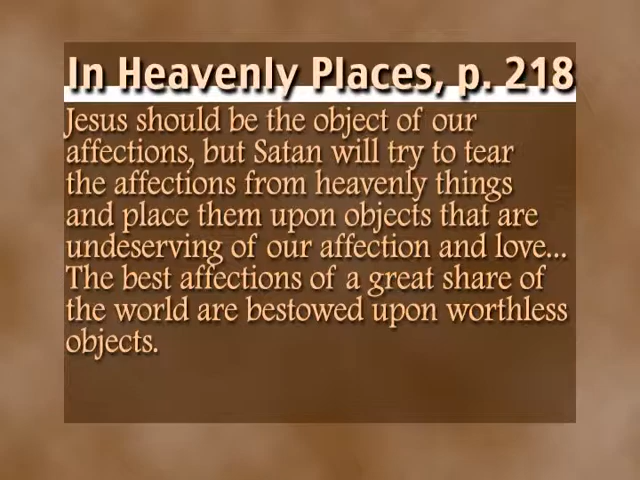 In Heavenly Places, p. 218
Jesus should be the object of our
affections, but Satan will try to tear
the affections from heavenly things
and place them upon objects that are
undeserving of our affection and love...
The best affections of a great share of
the world are bestowed upon worthless
objects.